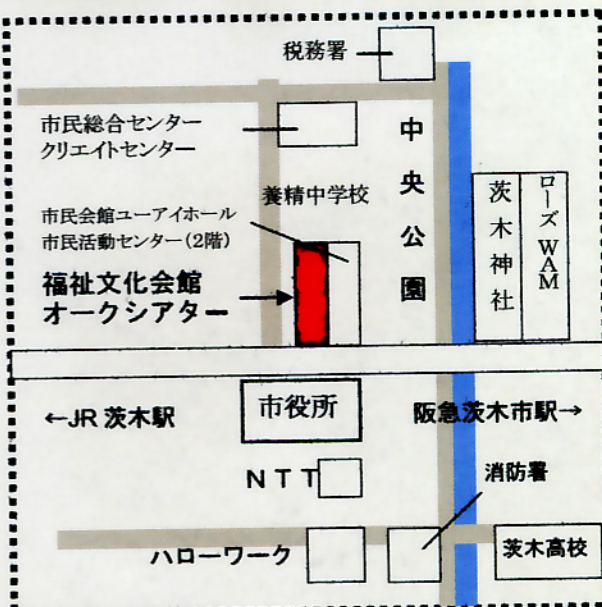 税務署
市民総合センター
クリエイトセンター
中央公園
養精中学校
市民会館ユーアイホール
市民活動センター(2階)
福祉文化会館
オークシアター
茨木神社
ローズ WAM
←JR 茨木駅
市役所
阪急茨木市駅→
NTT
消防署
ハローワーク
茨木高校